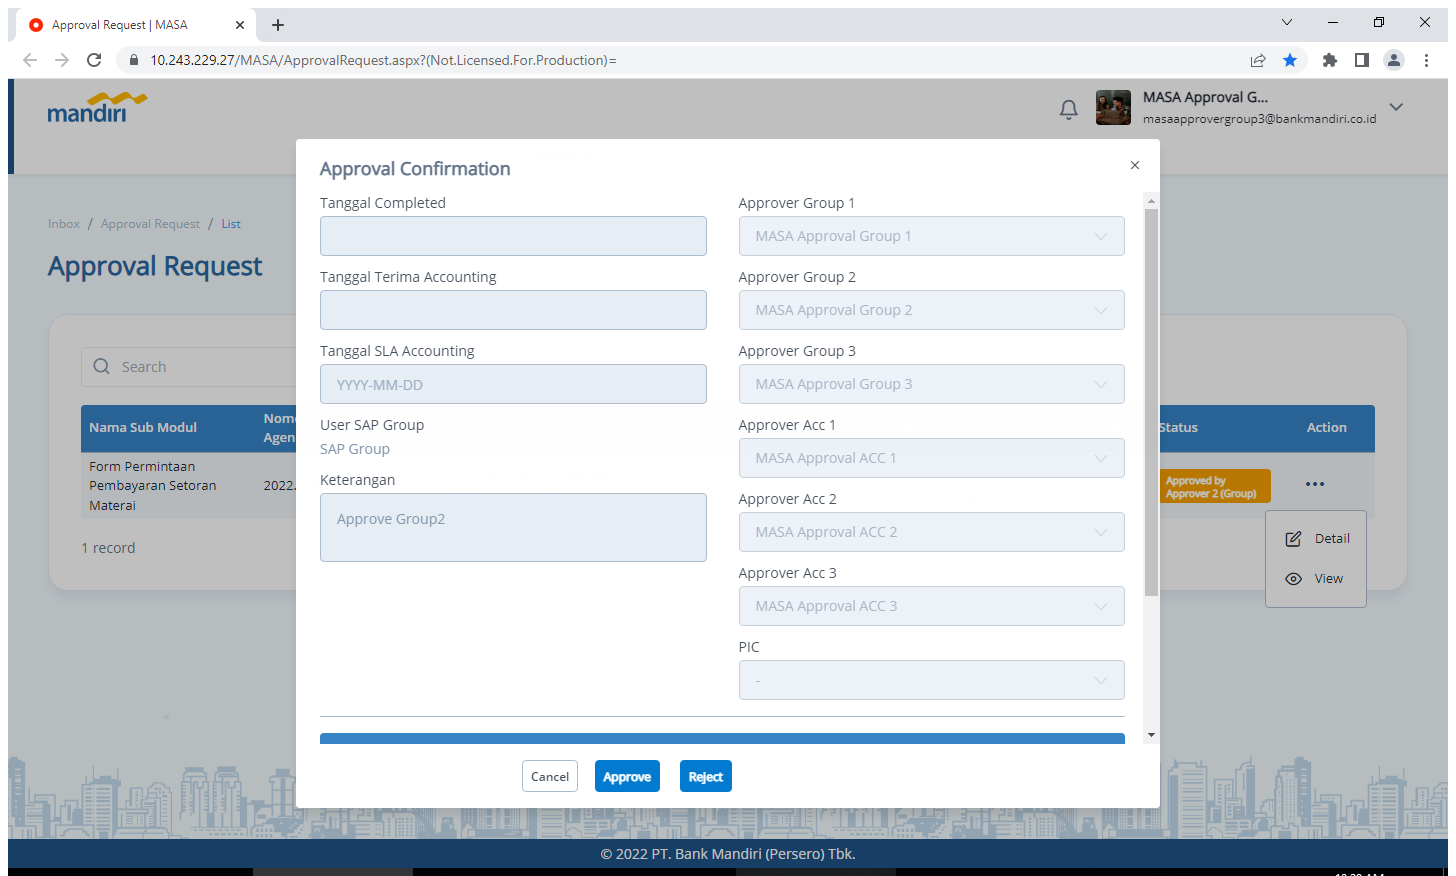 Approval Request | MASA
10.243.229.27/MASA/ApprovalRequest.aspx?(Not.Licensed.For.Production)=
mandiri
MASA Approval G...
masaapprovergroup3@bankmandiri.co.id
Inbox / Approval Request / List
Approval Request
Search
Nama Sub Modul
Status
Action
Form Permintaan
Pembayaran Setoran
Materai
2022.
Approved by
Approver 2 (Group)
1 record
Detail
View
Approval Confirmation
Tanggal Completed
Tanggal Terima Accounting
Tanggal SLA Accounting
YYYY-MM-DD
User SAP Group
SAP Group
Keterangan
Approve Group2
Approver Group 1
MASA Approval Group 1
Approver Group 2
MASA Approval Group 2
Approver Group 3
MASA Approval Group 3
Approver Acc 1
MASA Approval ACC 1
Approver Acc 2
MASA Approval ACC 2
Approver Acc 3
MASA Approval ACC 3
PIC
-
Cancel
Approve
Reject
© 2022 PT. Bank Mandiri (Persero) Tbk.